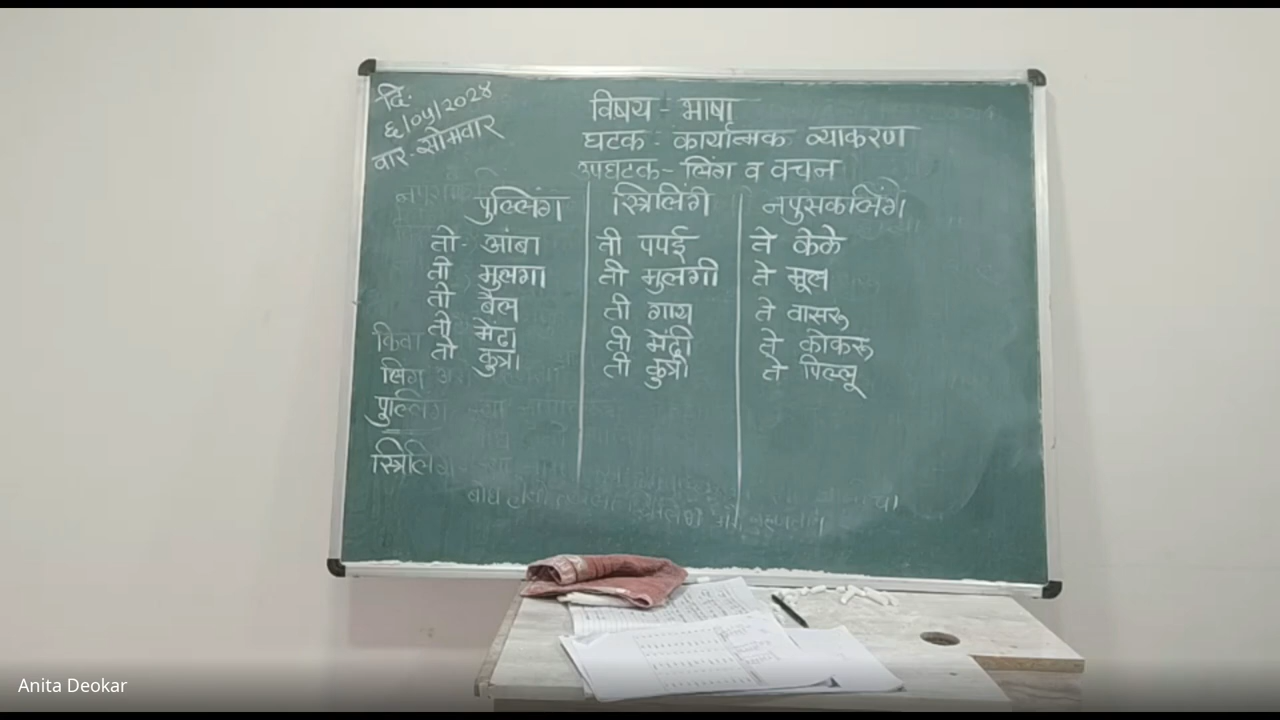 दि.
६/०५/२०२४
वार-सोमवार
विषय - भाषा
घटक - कार्यात्मक व्याकरण
उपघटक - लिंग व वचन
पुल्लिंग स्त्रिलिंगी नपुसकलिंगी
तो - आंबा ती पपई ते केळे
तो मुलगा ती मुलगी ते मूल
तो बैल ती गाय ते वासरू
तो मेंढा ती मेंढी ते कोकरू
तो कुत्रा ती कुत्री ते पिल्लू
किंवा
लिंग
पुल्लिंग
स्त्रिलिंग
Anita Deokar